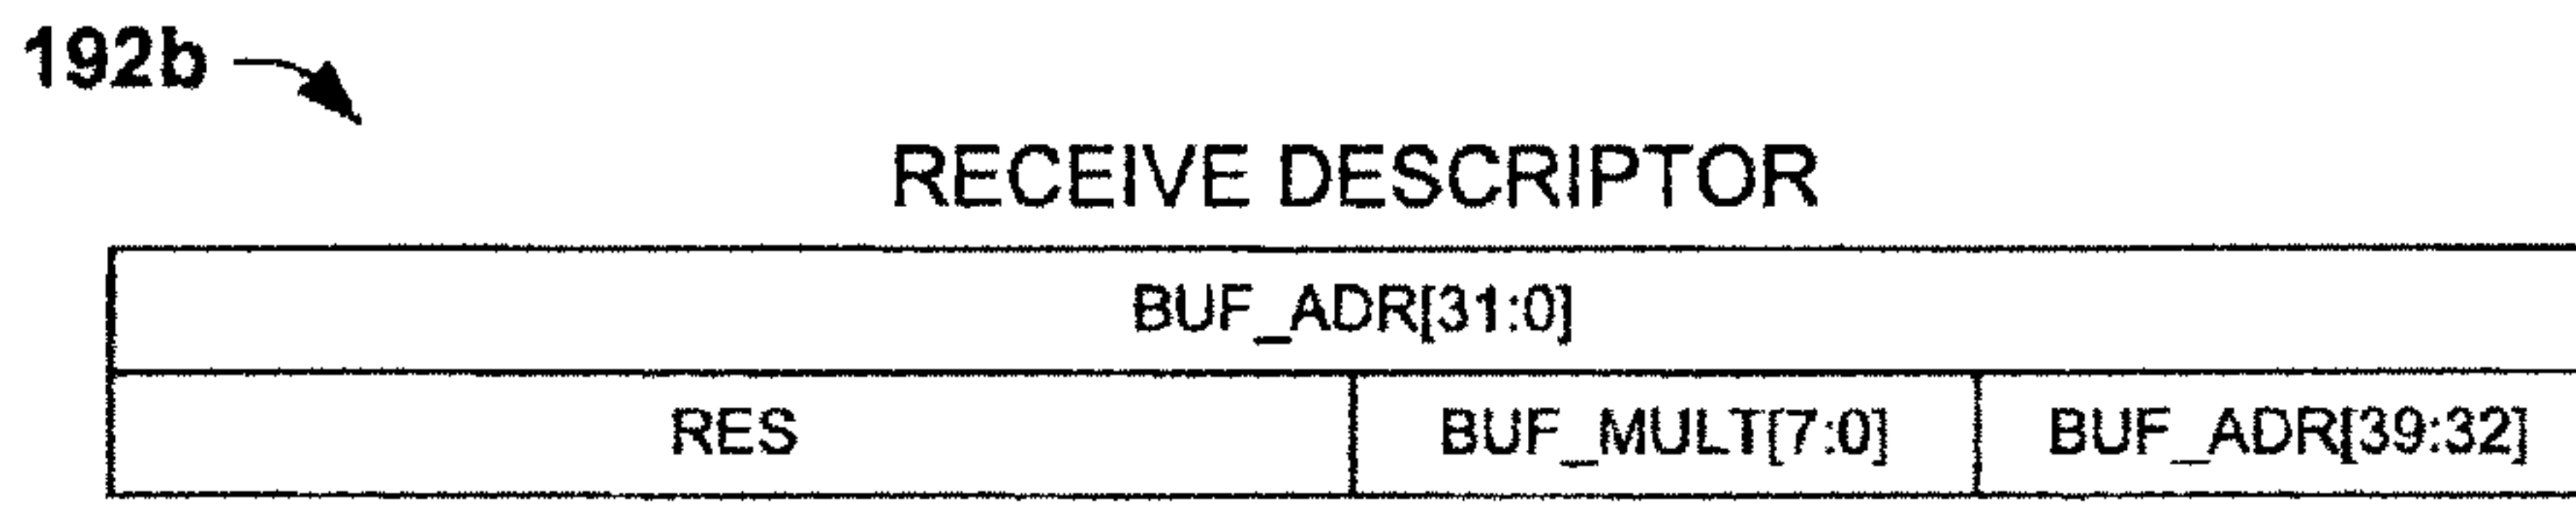 192b
RECEIVE DESCRIPTOR
BUF_ADR[31:0]
RES BUF_MULT[7:0] BUF_ADR[39:32]